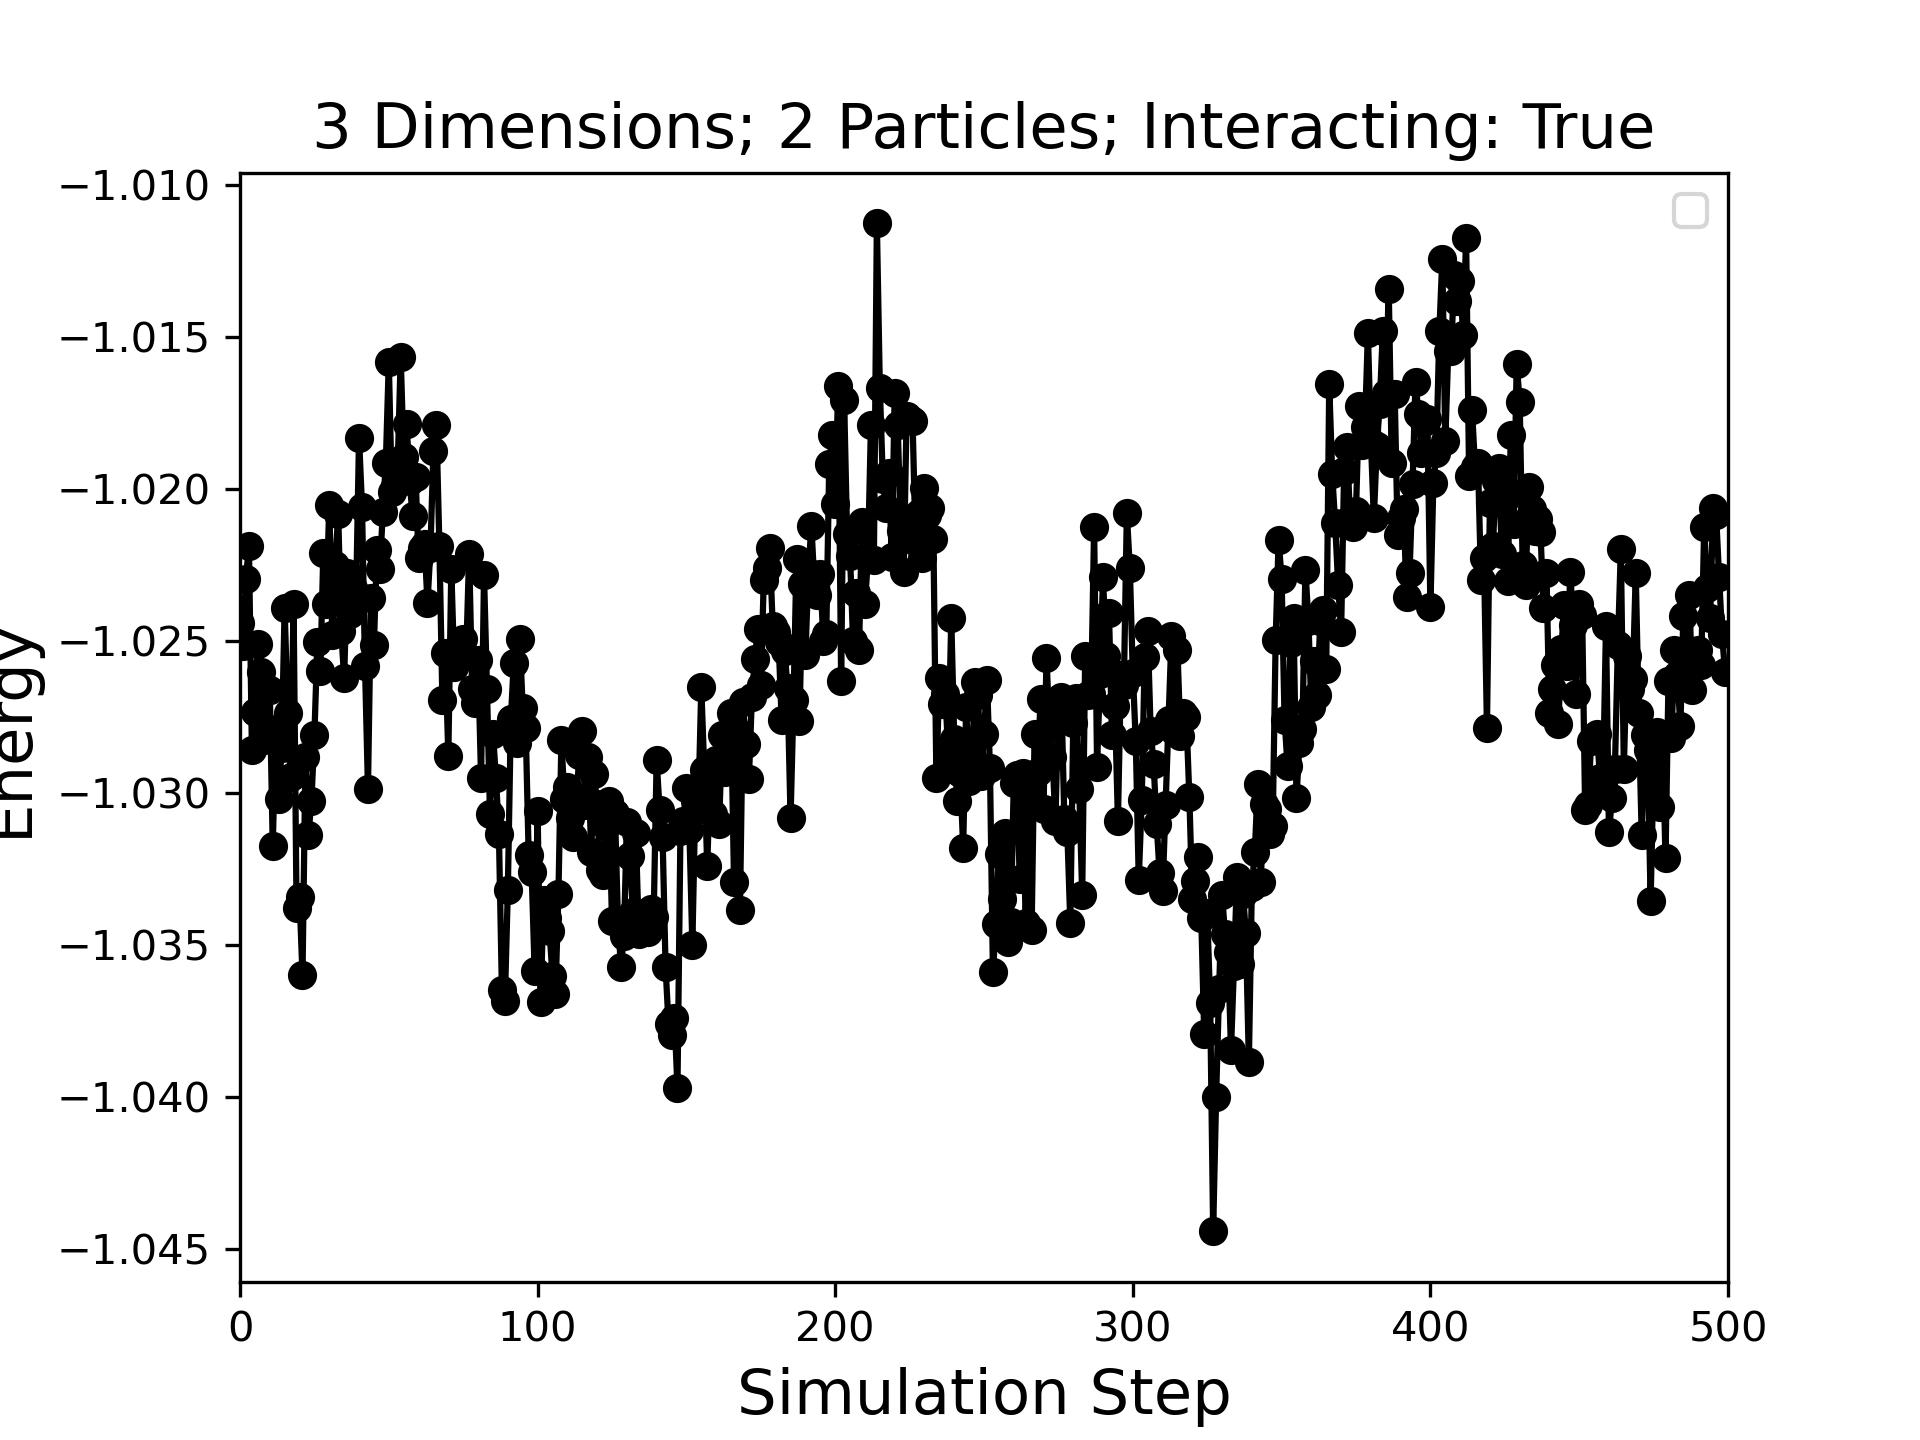 3 Dimensions; 2 Particles; Interacting: True
−1.010
−1.015
−1.020
−1.025
−1.030
−1.035
−1.040
−1.045
Energy
0 100 200 300 400 500
Simulation Step